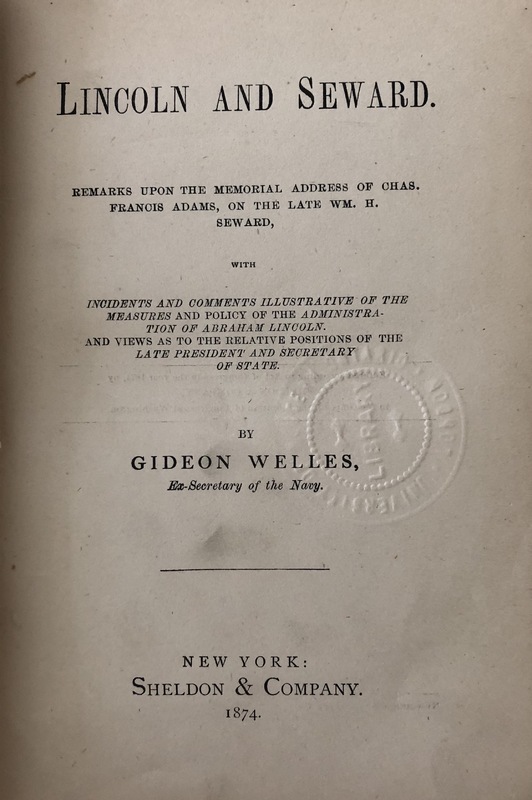 LINCOLN AND SEWARD.
REMARKS UPON THE MEMORIAL ADDRESS OF CHAS.
FRANCIS ADAMS, ON THE LATE WM. H.
SEWARD,
WITH
INCIDENTS AND COMMENTS ILLUSTRATIVE OF THE
MEASURES AND POLICY OF THE ADMINISTRA-
TION OF ABRAHAM LINCOLN.
AND VIEWS AS TO THE RELATIVE POSITIONS OF THE
LATE PRESIDENT AND SECRETARY
OF STATE.
BY
GIDEON WELLES,
Ex-Secretary of the Navy.
NEW YORK:
SHELDON & COMPANY.
1874.